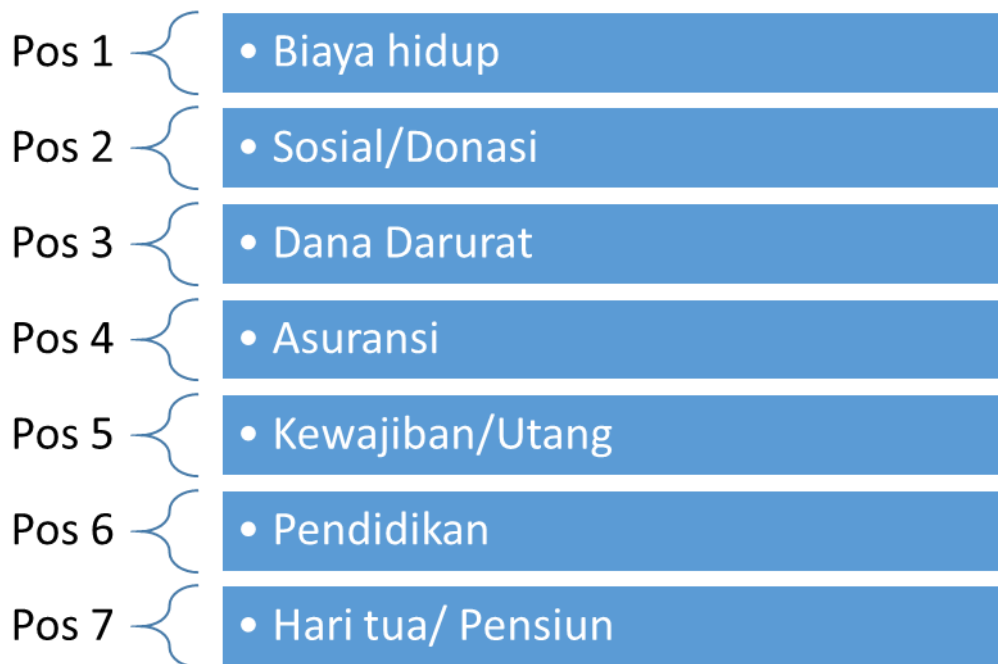 Pos 1 • Biaya hidup
Pos 2 • Sosial/Donasi
Pos 3 • Dana Darurat
Pos 4 • Asuransi
Pos 5 • Kewajiban/Utang
Pos 6 • Pendidikan
Pos 7 • Hari tua/ Pensiun